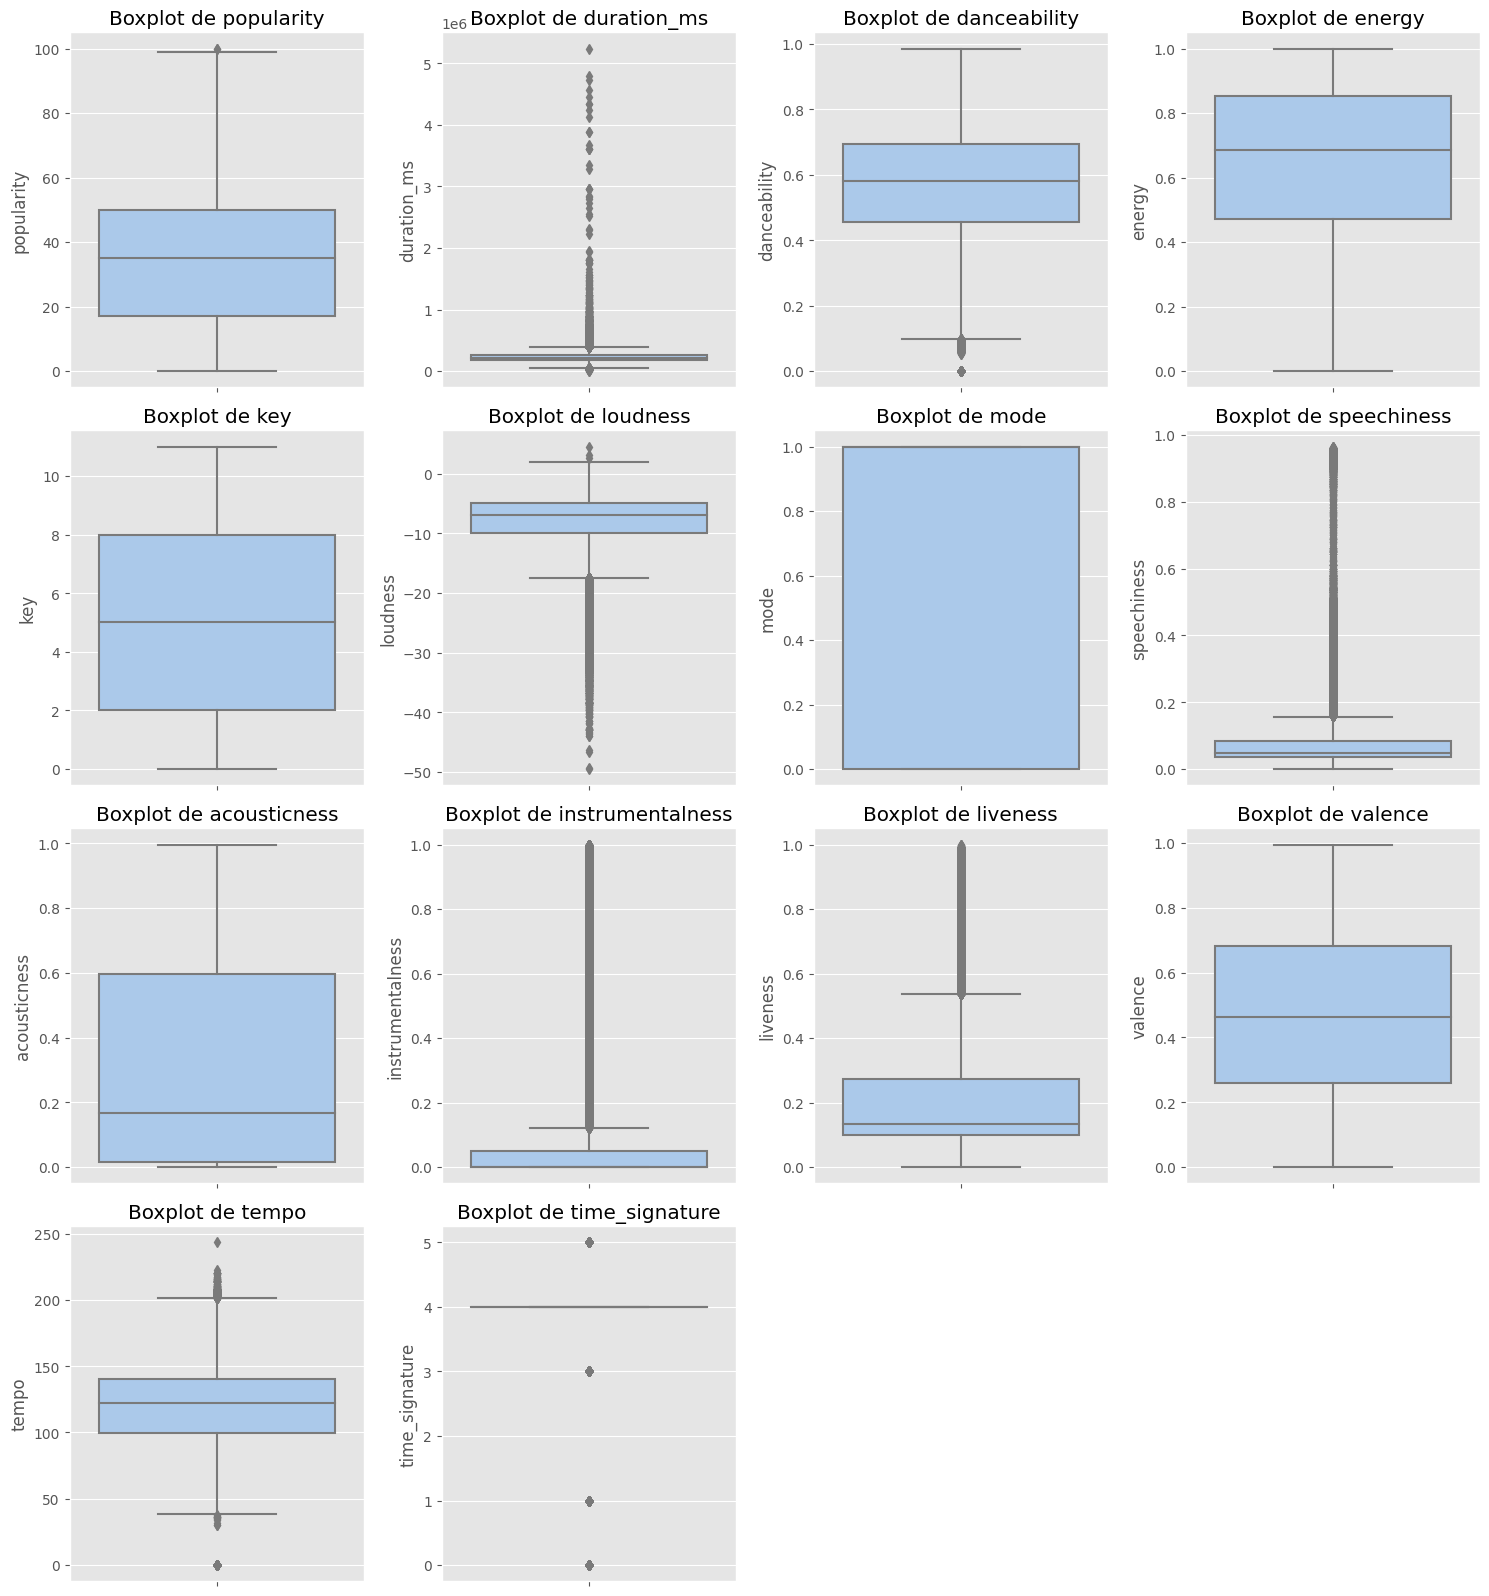 Boxplot de popularity
100
80
60
40
20
0
popularity
Boxplot de duration_ms
1e6
5
4
3
2
1
0
duration_ms
Boxplot de danceability
1.0
0.8
0.6
0.4
0.2
0.0
danceability
Boxplot de energy
1.0
0.8
0.6
0.4
0.2
0.0
energy
Boxplot de key
10
8
6
4
2
0
key
Boxplot de loudness
0
−10
−20
−30
−40
−50
loudness
Boxplot de mode
1.0
0.8
0.6
0.4
0.2
0.0
mode
Boxplot de speechiness
1.0
0.8
0.6
0.4
0.2
0.0
speechiness
Boxplot de acousticness
1.0
0.8
0.6
0.4
0.2
0.0
acousticness
Boxplot de instrumentalness
1.0
0.8
0.6
0.4
0.2
0.0
instrumentalness
Boxplot de liveness
1.0
0.8
0.6
0.4
0.2
0.0
liveness
Boxplot de valence
1.0
0.8
0.6
0.4
0.2
0.0
valence
Boxplot de tempo
250
200
150
100
50
0
tempo
Boxplot de time_signature
5
4
3
2
1
0
time_signature